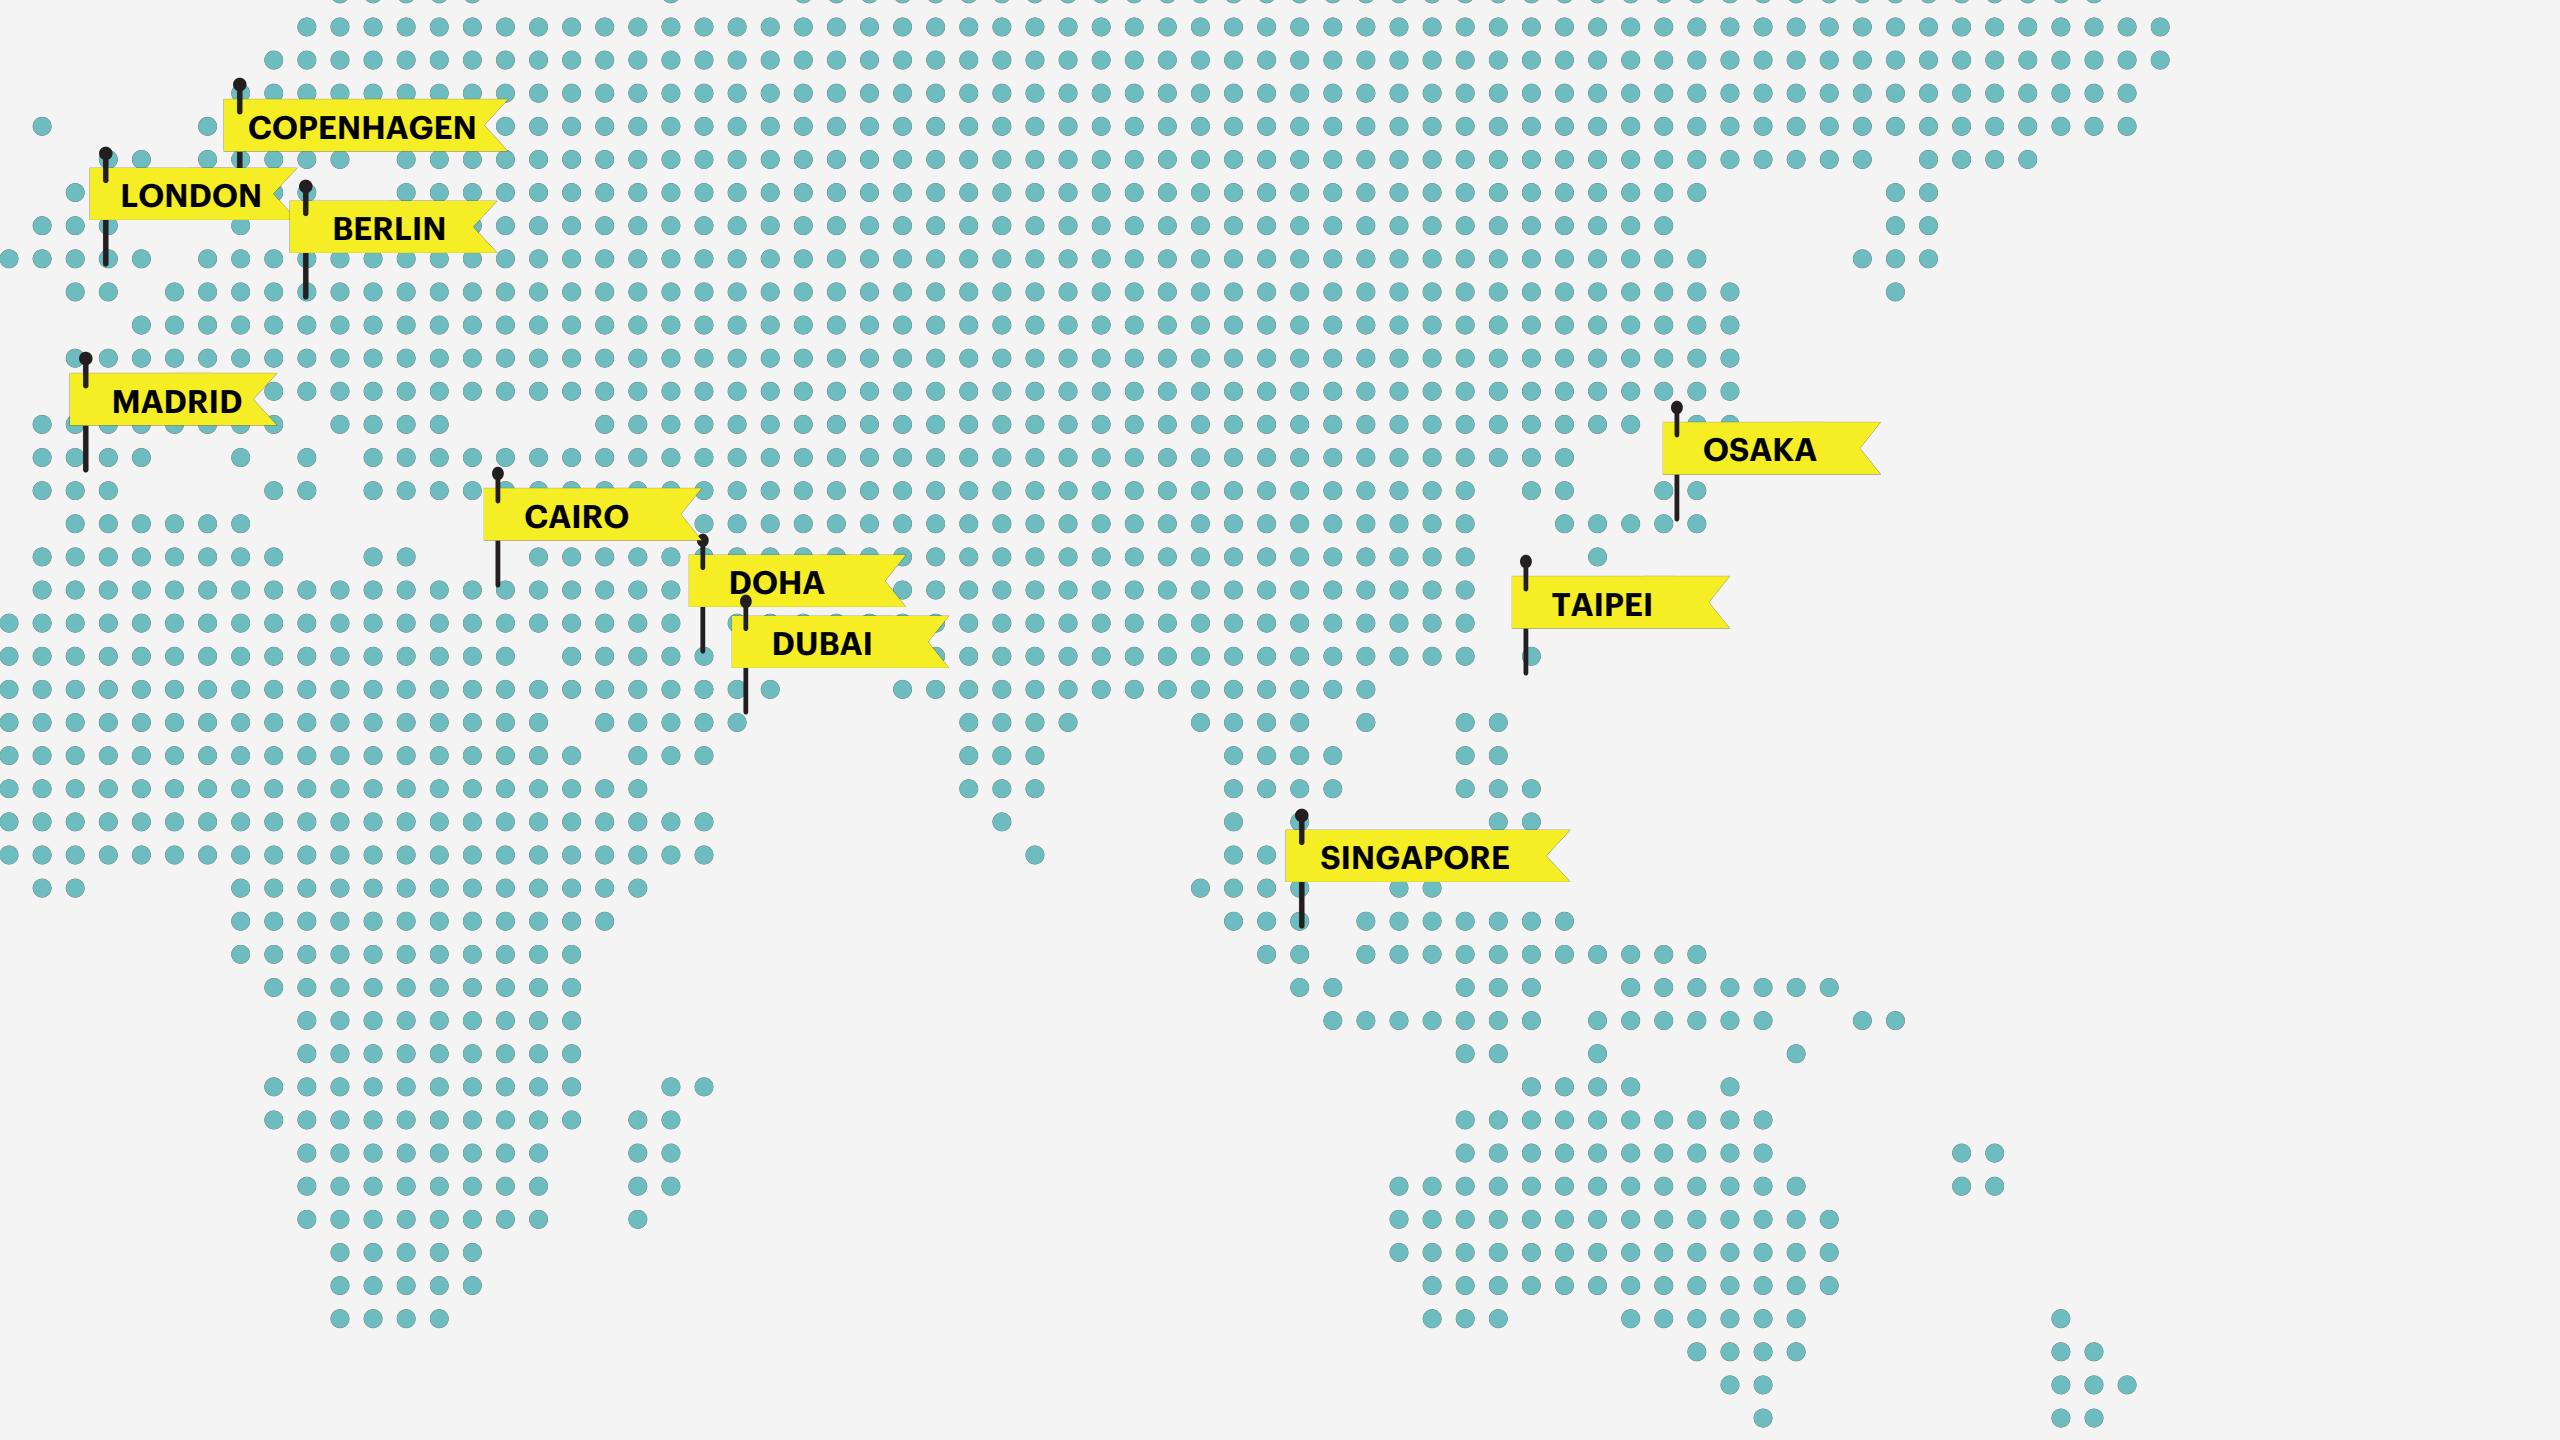 COPENHAGEN
LONDON
BERLIN
MADRID
OSAKA
CAIRO
DOHA
TAIPEI
DUBAI
SINGAPORE